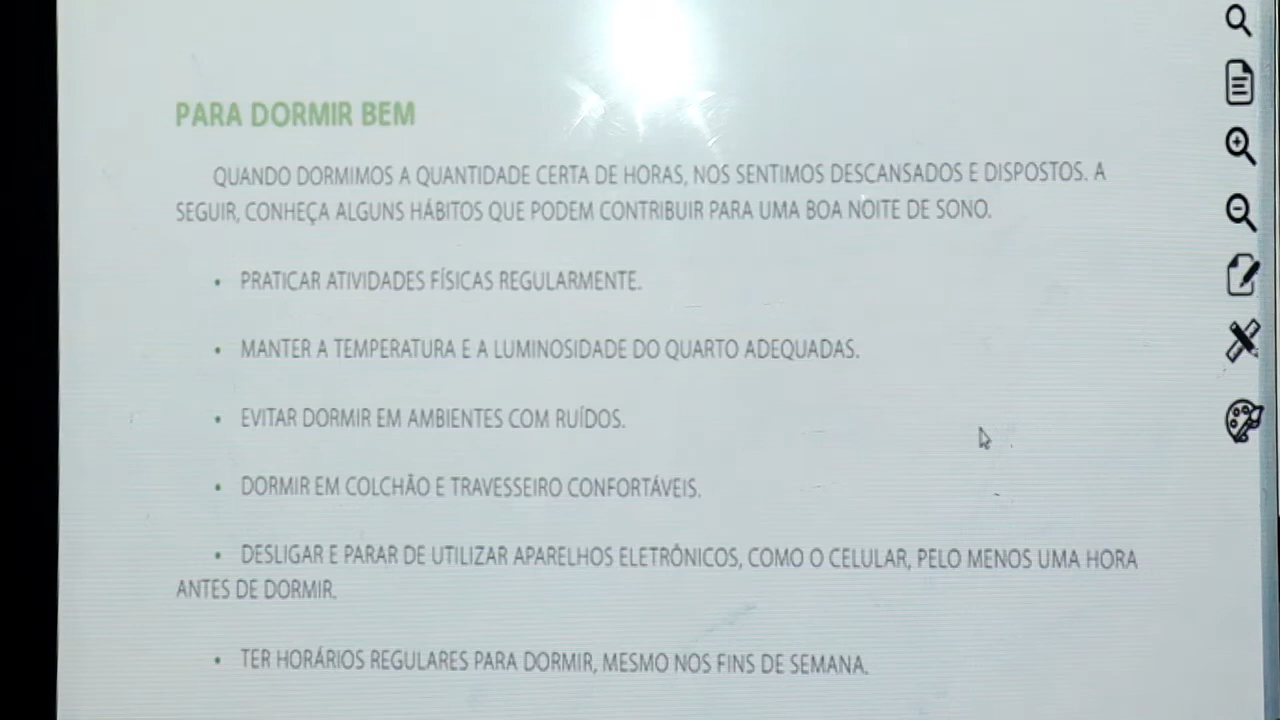 PARA DORMIR BEM
QUANDO DORMIMOS A QUANTIDADE CERTA DE HORAS, NOS SENTIMOS DESCANSADOS E DISPOSTOS. A
SEGUIR, CONHEÇA ALGUNS HÁBITOS QUE PODEM CONTRIBUIR PARA UMA BOA NOITE DE SONO.
• PRATICAR ATIVIDADES FÍSICAS REGULARMENTE.
• MANTER A TEMPERATURA E A LUMINOSIDADE DO QUARTO ADEQUADAS.
• EVITAR DORMIR EM AMBIENTES COM RUÍDOS.
• DORMIR EM COLCHÃO E TRAVESSEIRO CONFORTÁVEIS.
• DESLIGAR E PARAR DE UTILIZAR APARELHOS ELETRÔNICOS, COMO O CELULAR, PELO MENOS UMA HORA
ANTES DE DORMIR.
• TER HORÁRIOS REGULARES PARA DORMIR, MESMO NOS FINS DE SEMANA.